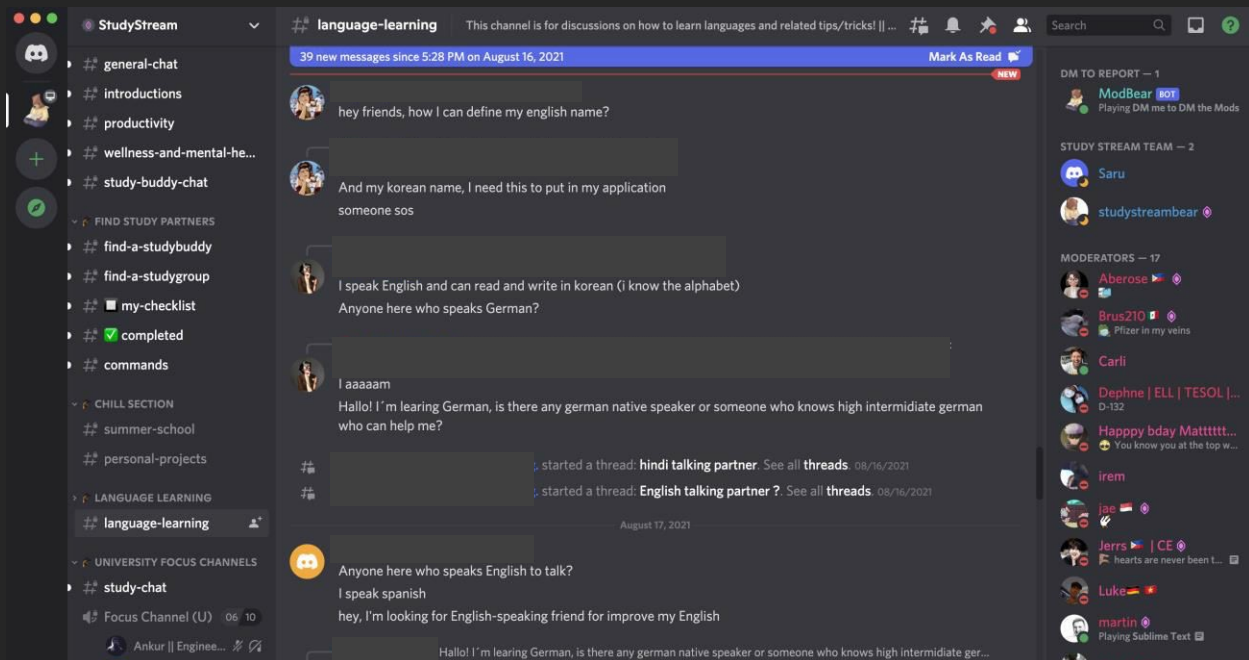 StudyStream
general-chat
introductions
productivity
wellness-and-mental-he...
study-buddy-chat
FIND STUDY PARTNERS
find-a-studybuddy
find-a-studygroup
my-checklist
completed
commands
CHILL SECTION
summer-school
personal-projects
LANGUAGE LEARNING
language-learning
UNIVERSITY FOCUS CHANNELS
study-chat
Focus Channel (U) 06 10
Ankur || Enginee...
language-learning
This channel is for discussions on how to learn languages and related tips/tricks! || ...
Search
39 new messages since 5:28 PM on August 16, 2021
Mark As Read
NEW
hey friends, how I can define my english name?
And my korean name, I need this to put in my application
someone sos
I speak English and can read and write in korean (i know the alphabet)
Anyone here who speaks German?
I aaaaam
Hallo! I´m learing German, is there any german native speaker or someone who knows high intermidiate german
who can help me?
started a thread: hindi talking partner. See all threads. 08/16/2021
started a thread: English talking partner ?. See all threads. 08/16/2021
August 17, 2021
Anyone here who speaks English to talk?
I speak spanish
hey, I'm looking for English-speaking friend for improve my English
Hallo! I´m learing German, is there any german native speaker or someone who knows high intermidiate ger...
DM TO REPORT — 1
ModBear BOT
Playing DM me to DM the Mods
STUDY STREAM TEAM — 2
Saru
studystreambear
MODERATORS — 17
Aberose
Brus210
Pfizer in my veins
Carli
Dephne | ELL | TESOL |...
D-132
Happpy bday Matttttt...
You know you at the top w...
irem
jae
Jerrs | CE
hearts are never been t...
Luke
martin
Playing Sublime Text